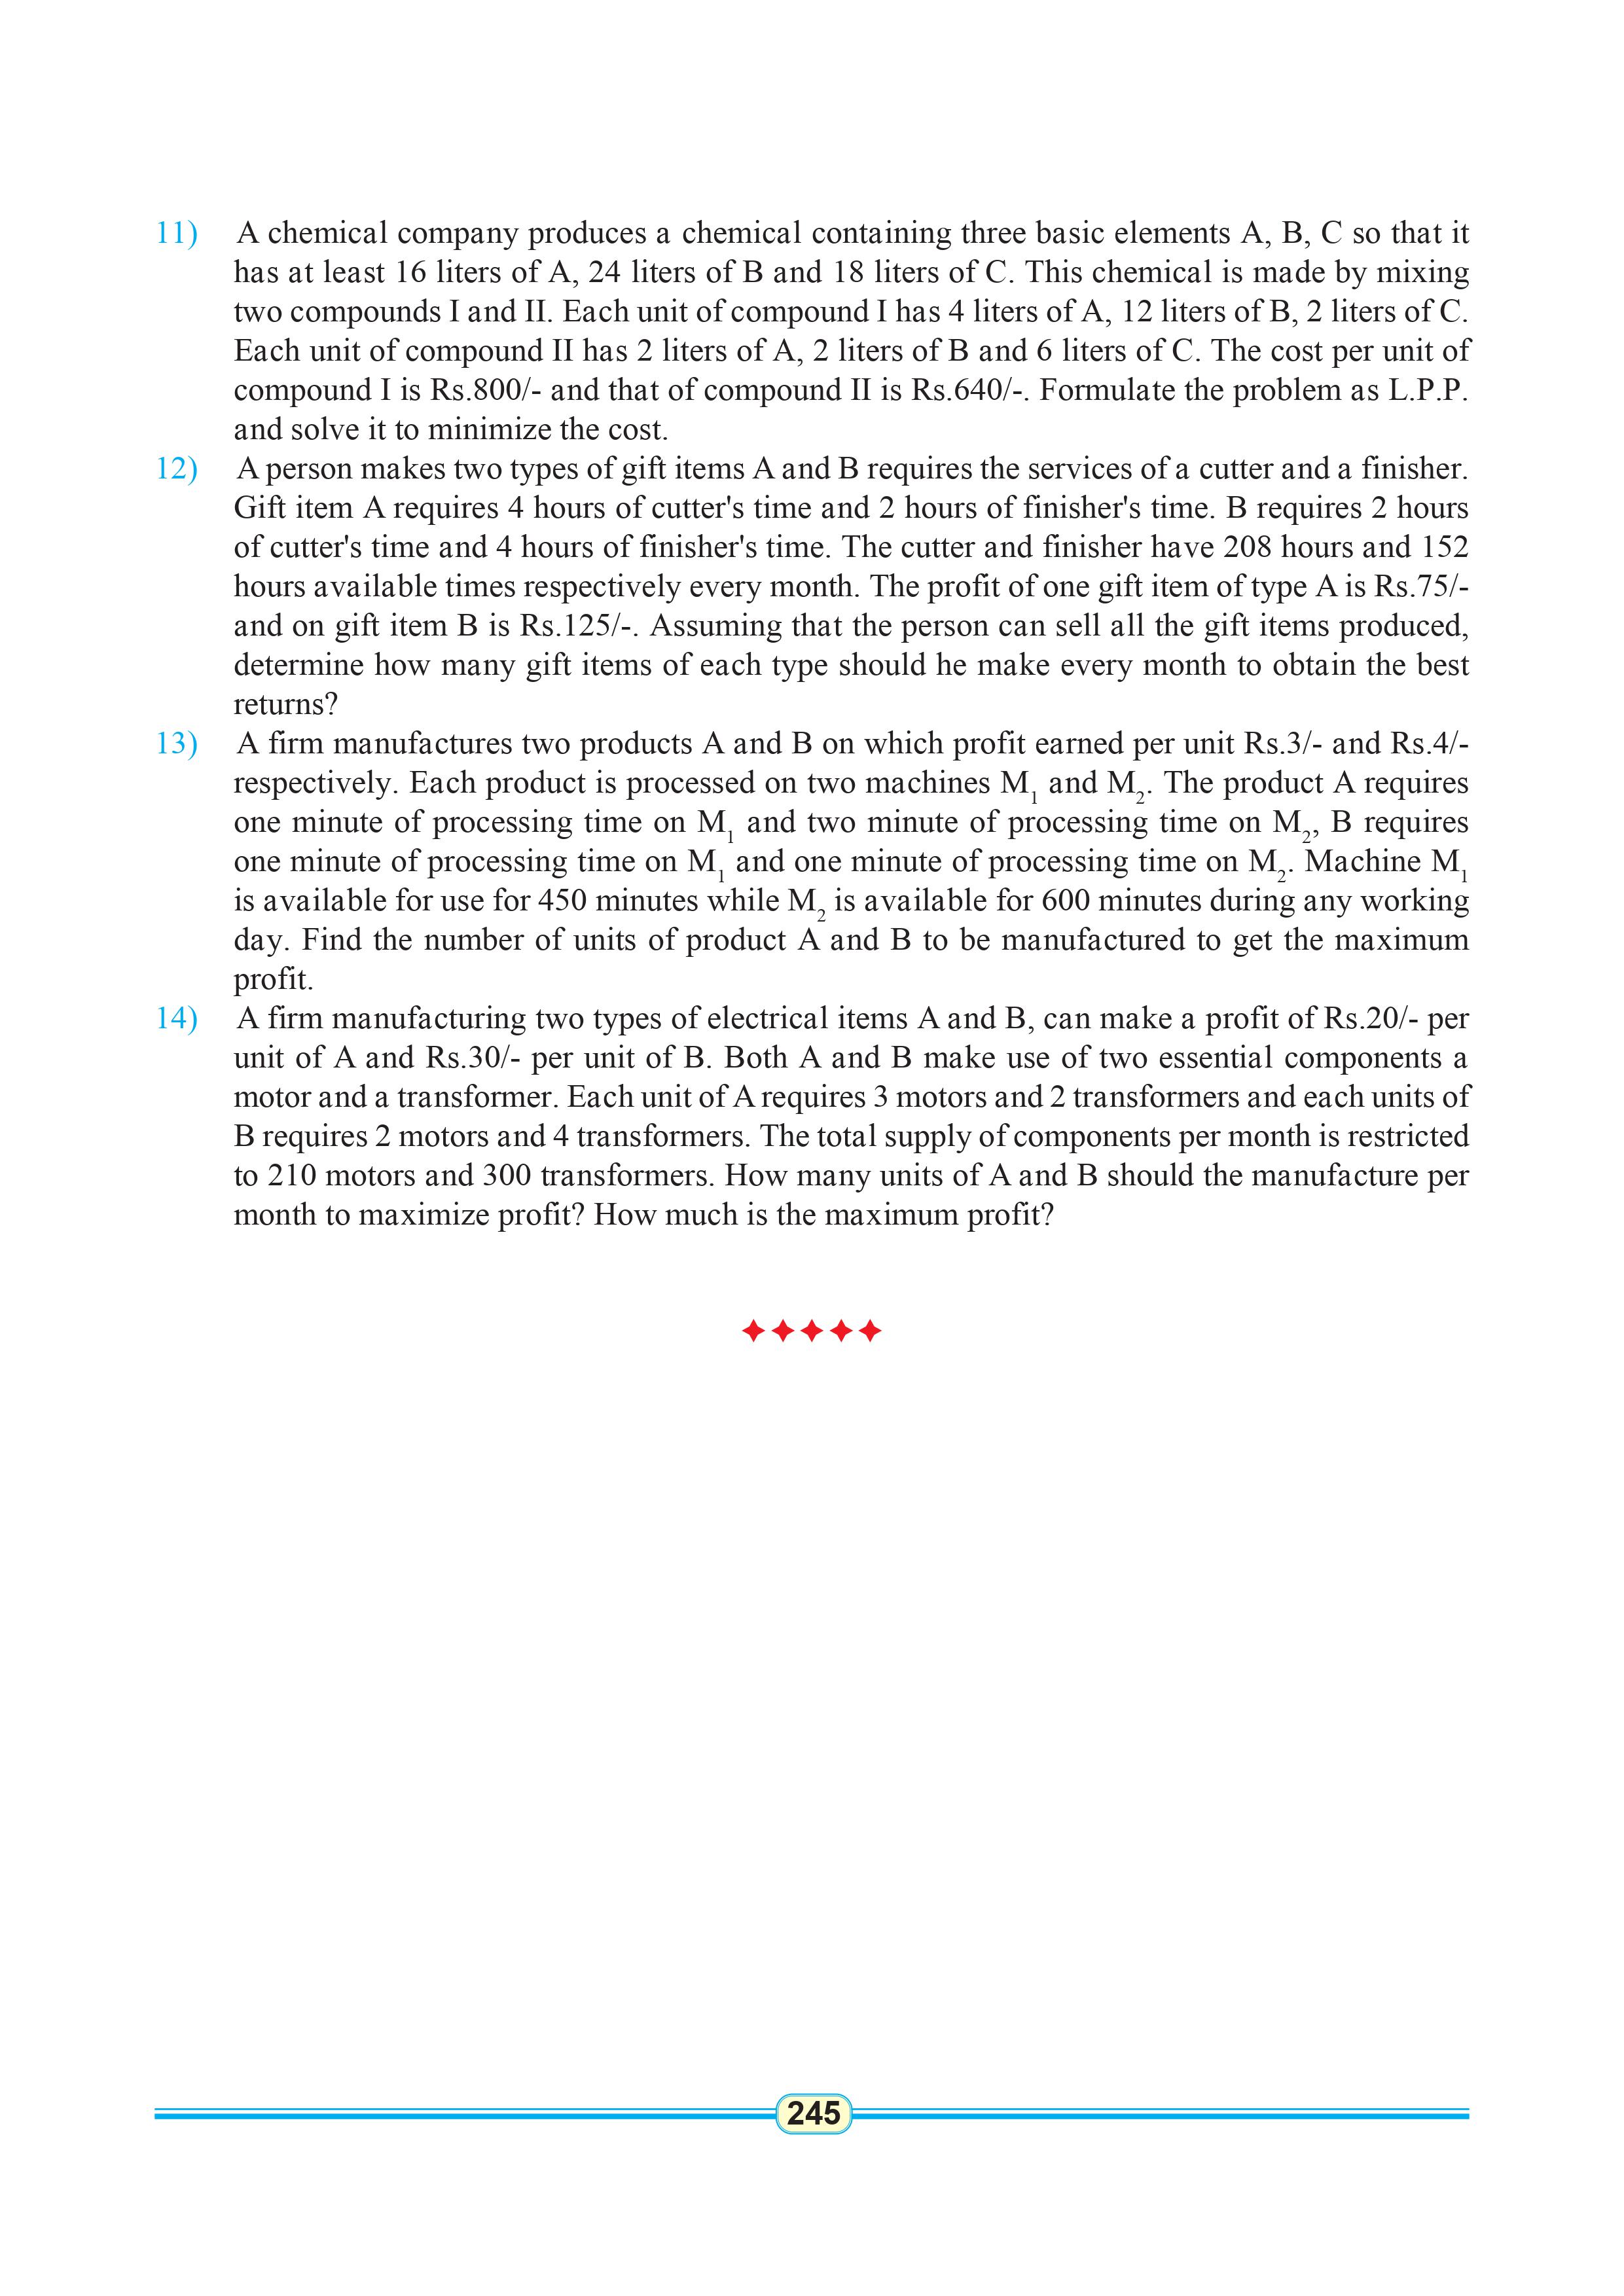 11) A chemical company produces a chemical containing three basic elements A, B, C so that it
has at least 16 liters of A, 24 liters of B and 18 liters of C. This chemical is made by mixing
two compounds I and II. Each unit of compound I has 4 liters of A, 12 liters of B, 2 liters of C.
Each unit of compound II has 2 liters of A, 2 liters of B and 6 liters of C. The cost per unit of
compound I is Rs.800/- and that of compound II is Rs.640/-. Formulate the problem as L.P.P.
and solve it to minimize the cost.
12) A person makes two types of gift items A and B requires the services of a cutter and a finisher.
Gift item A requires 4 hours of cutter's time and 2 hours of finisher's time. B requires 2 hours
of cutter's time and 4 hours of finisher's time. The cutter and finisher have 208 hours and 152
hours available times respectively every month. The profit of one gift item of type A is Rs.75/-
and on gift item B is Rs.125/-. Assuming that the person can sell all the gift items produced,
determine how many gift items of each type should he make every month to obtain the best
returns?
13) A firm manufactures two products A and B on which profit earned per unit Rs.3/- and Rs.4/-
respectively. Each product is processed on two machines M₁ and M₂. The product A requires
one minute of processing time on M₁ and two minute of processing time on M₂, B requires
one minute of processing time on M₁ and one minute of processing time on M₂. Machine M₁
is available for use for 450 minutes while M₂ is available for 600 minutes during any working
day. Find the number of units of product A and B to be manufactured to get the maximum
profit.
14) A firm manufacturing two types of electrical items A and B, can make a profit of Rs.20/- per
unit of A and Rs.30/- per unit of B. Both A and B make use of two essential components a
motor and a transformer. Each unit of A requires 3 motors and 2 transformers and each units of
B requires 2 motors and 4 transformers. The total supply of components per month is restricted
to 210 motors and 300 transformers. How many units of A and B should the manufacture per
month to maximize profit? How much is the maximum profit?
245